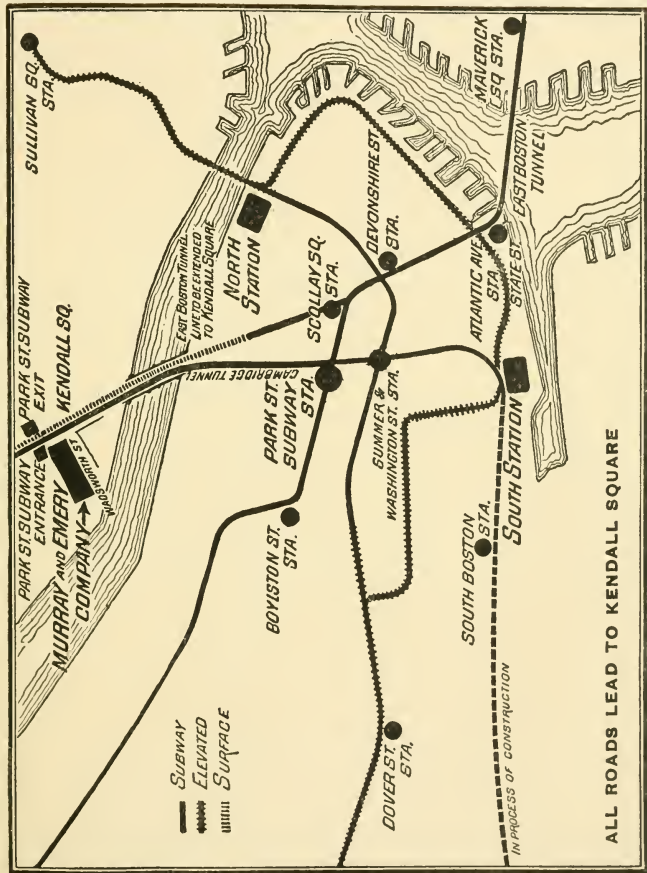 SULLIVAN SQ.
STA.
MAVERICK
SQ. STA.
PARK ST. SUBWAY
EXIT
KENDALL SQ.
PARK ST. SUBWAY
ENTRANCE
MURRAY AND EMERY
COMPANY
WADSWORTH ST
EAST BOSTON TUNNEL
LINE TO BE EXTENDED
TO KENDALL SQUARE
NORTH
STATION
SCOLLAY SQ.
STA.
DEVONSHIRE ST
STA.
ATLANTIC AVE
STA.
STATE ST.
EAST BOSTON
TUNNEL
CAMBRIDGE TUNNEL
PARK ST.
SUBWAY
STA.
SUMMER &
WASHINGTON ST. STA.
SOUTH STATION
BOYLSTON ST.
STA.
SOUTH BOSTON
STA.
DOVER ST.
STA.
IN PROCESS OF CONSTRUCTION
SUBWAY
ELEVATED
SURFACE
ALL ROADS LEAD TO KENDALL SQUARE